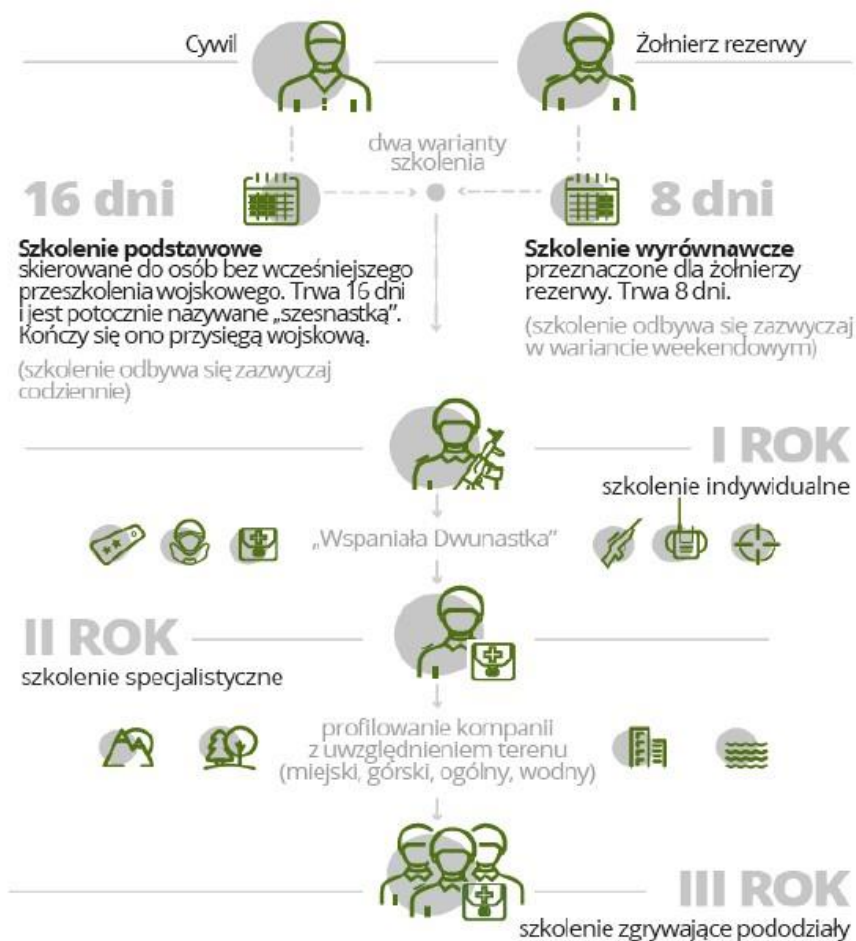 Cywil
Żołnierz rezerwy
dwa warianty
szkolenia
16 dni
8 dni
Szkolenie podstawowe
skierowane do osób bez wcześniejszego
przeszkolenia wojskowego. Trwa 16 dni
i jest potocznie nazywane „szesnastką”.
Kończy się ono przysięgą wojskową.
(szkolenie odbywa się zazwyczaj
codziennie)
Szkolenie wyrównawcze
przeznaczone dla żołnierzy
rezerwy. Trwa 8 dni.
(szkolenie odbywa się zazwyczaj
w wariancie weekendowym)
I ROK
szkolenie indywidualne
„Wspaniała Dwunastka”
II ROK
szkolenie specjalistyczne
profilowanie kompanii
z uwzględnieniem terenu
(miejski, górski, ogólny, wodny)
III ROK
szkolenie zgrywające pododziały